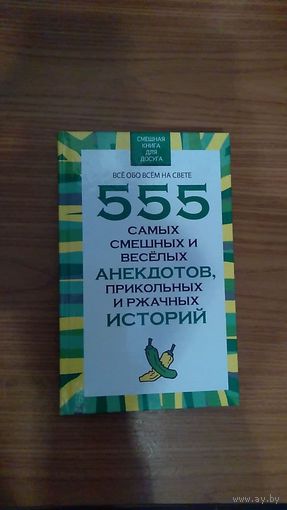 СМЕШНАЯ
КНИГА
ДЛЯ
ДОСУГА
ВСЁ ОБО ВСЁМ НА СВЕТЕ
555
САМЫХ
СМЕШНЫХ И
ВЕСЁЛЫХ
АНЕКДОТОВ,
ПРИКОЛЬНЫХ
И РЖАЧНЫХ
ИСТОРИЙ
www.ay.by